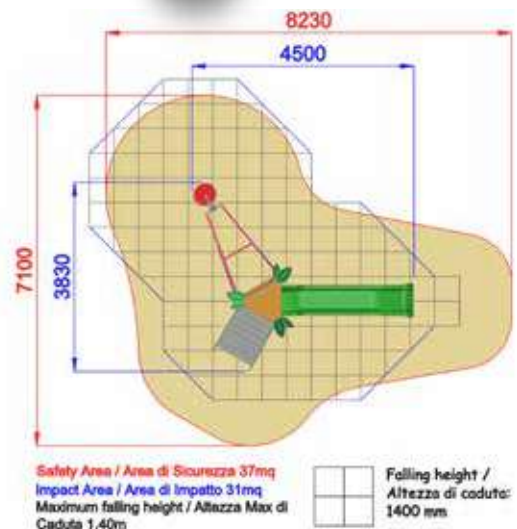 8230
4500
7100
3830
Safety Area / Area di Sicurezza 37mq
Impact Area / Area di Impatto 31mq
Maximum falling height / Altezza Max di
Caduta 1.40m
Falling height /
Altezza di caduta:
1400 mm